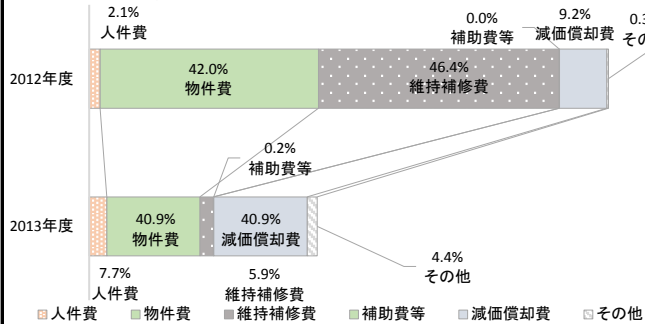 2.1%
人件費
0.0%
補助費等
9.2%
減価償却費
0.3
その
2012年度
42.0%
物件費
46.4%
維持補修費
0.2%
補助費等
2013年度
40.9%
物件費
40.9%
減価償却費
4.4%
その他
7.7%
人件費
5.9%
維持補修費
人件費 物件費 維持補修費 補助費等 減価償却費 その他